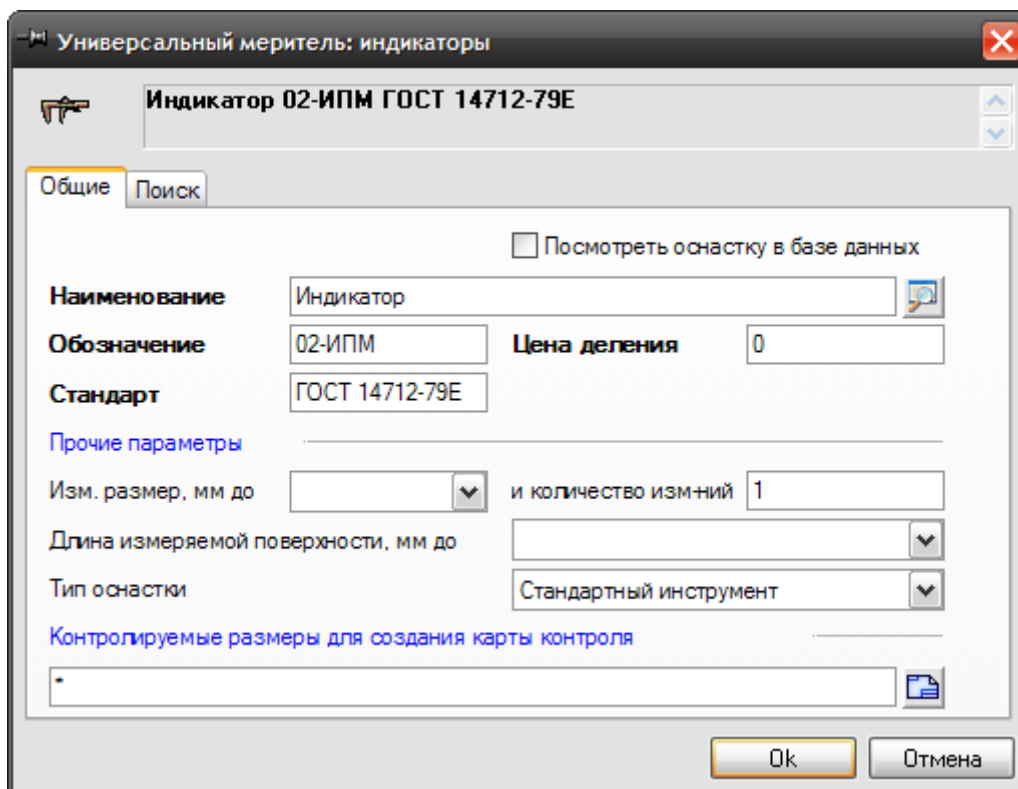 Универсальный меритель: индикаторы
Индикатор 02-ИПМ ГОСТ 14712-79Е
Общие Поиск
Посмотреть оснастку в базе данных
Наименование Индикатор
Обозначение 02-ИПМ Цена деления 0
Стандарт ГОСТ 14712-79Е
Прочие параметры
Изм. размер, мм до и количество изм+ний 1
Длина измеряемой поверхности, мм до
Тип оснастки Стандартный инструмент
Контролируемые размеры для создания карты контроля
*
Ok Отмена